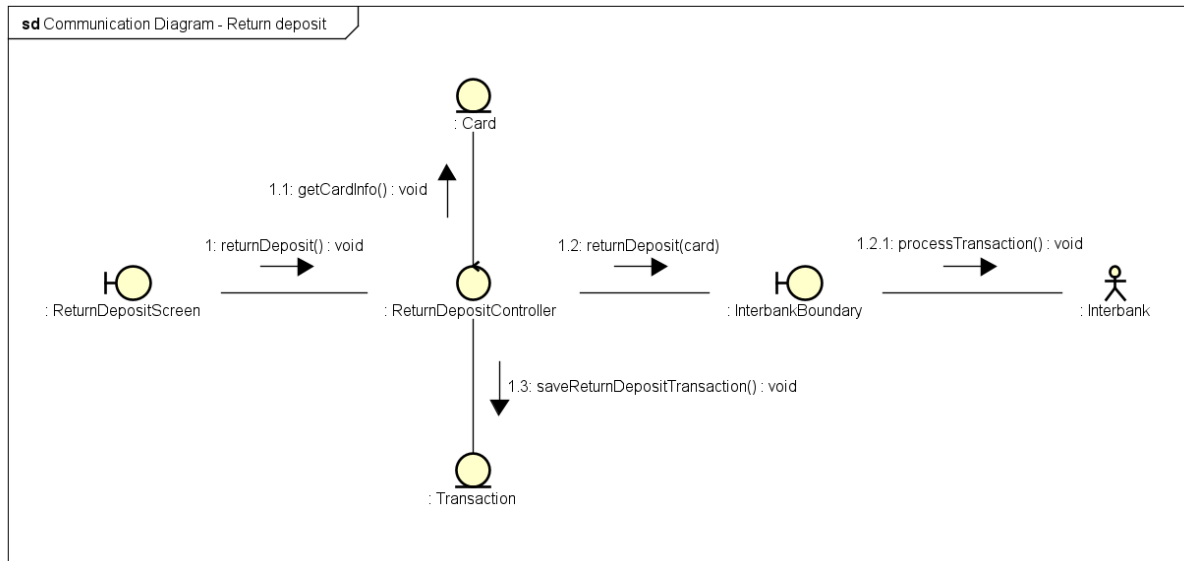 sd Communication Diagram - Return deposit
: Card
1.1: getCardInfo() : void
1: returnDeposit() : void
1.2: returnDeposit(card)
1.2.1: processTransaction() : void
: ReturnDepositScreen
: ReturnDepositController
: InterbankBoundary
: Interbank
1.3: saveReturnDepositTransaction() : void
: Transaction